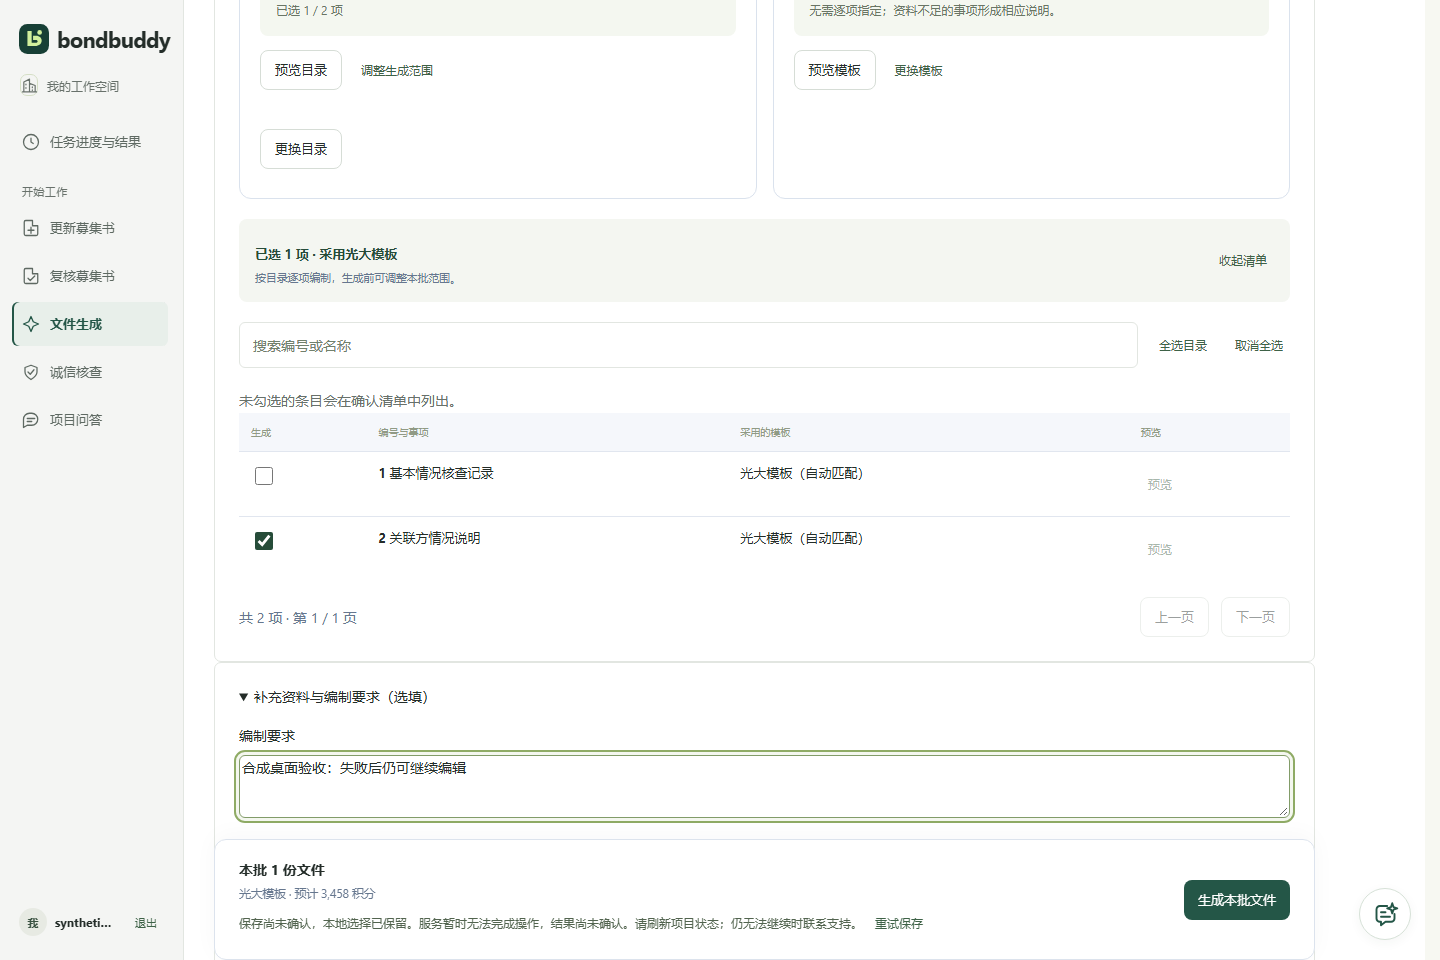 bondbuddy
我的工作空间
任务进度与结果
开始工作
更新募集书
复核募集书
文件生成
诚信核查
项目问答
我 syntheti... 退出
已选 1 / 2 项
预览目录 调整生成范围
更换目录
无需逐项指定；资料不足的事项形成相应说明。
预览模板 更换模板
已选 1 项 · 采用光大模板
按目录逐项编制，生成前可调整本批范围。
收起清单
搜索编号或名称 全选目录 取消全选
未勾选的条目会在确认清单中列出。
生成 编号与事项 采用的模板 预览
1 基本情况核查记录 光大模板（自动匹配） 预览
2 关联方情况说明 光大模板（自动匹配） 预览
共 2 项 · 第 1 / 1 页 上一页 下一页
▼ 补充资料与编制要求（选填）
编制要求
合成桌面验收：失败后仍可继续编辑
本批 1 份文件
光大模板 · 预计 3,458 积分
保存尚未确认，本地选择已保留。服务暂时无法完成操作，结果尚未确认。请刷新项目状态；仍无法继续时联系支持。 重试保存
生成本批文件